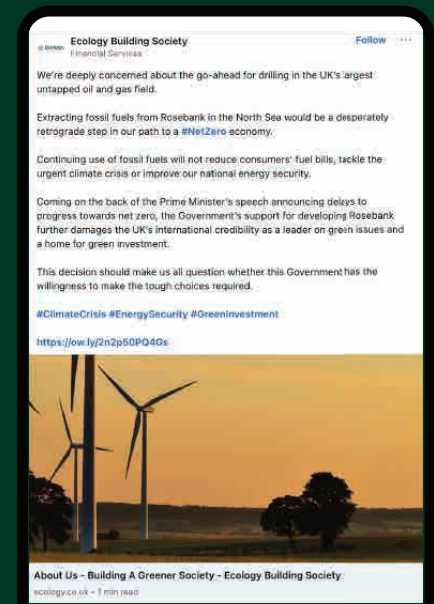 Ecology Building Society
Follow ...
Financial Services
We're deeply concerned about the go-ahead for drilling in the UK's largest
untapped oil and gas field.
Extracting fossil fuels from Rosebank in the North Sea would be a desperately
retrograde step in our path to a #NetZero economy.
Continuing use of fossil fuels will not reduce consumers' fuel bills, tackle the
urgent climate crisis or improve our national energy security.
Coming on the back of the Prime Minister's speech announcing delays to
progress towards net zero, the Government's support for developing Rosebank
further damages the UK's international credibility as a leader on green issues and
a home for green investment.
This decision should make us all question whether this Government has the
willingness to make the tough choices required.
#ClimateCrisis #EnergySecurity #GreenInvestment
https://ow.ly/2n2p50PQ4Gs
About Us - Building A Greener Society - Ecology Building Society
ecology.co.uk • 1 min read